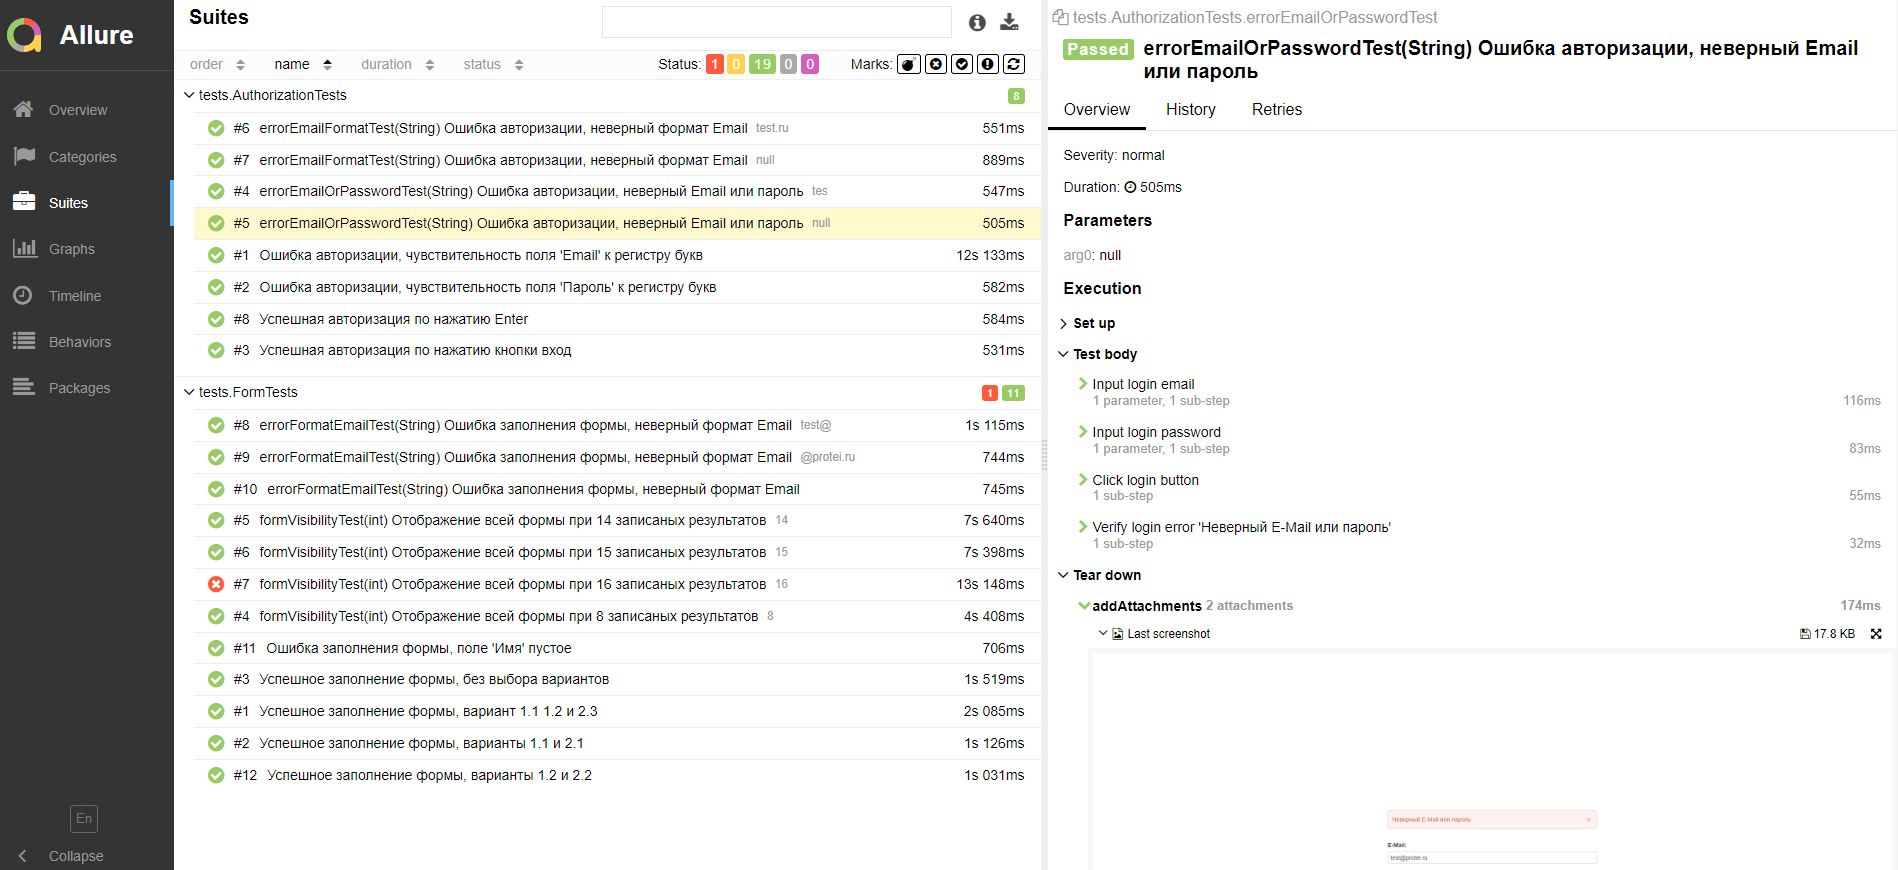 Allure
Overview
Categories
Suites
Graphs
Timeline
Behaviors
Packages
En
Collapse
Suites
order name duration status Status: 1 0 19 0 0 Marks:
tests.AuthorizationTests 8
#6 errorEmailFormatTest(String) Ошибка авторизации, неверный формат Email test.ru 551ms
#7 errorEmailFormatTest(String) Ошибка авторизации, неверный формат Email null 889ms
#4 errorEmailOrPasswordTest(String) Ошибка авторизации, неверный Email или пароль tes 547ms
#5 errorEmailOrPasswordTest(String) Ошибка авторизации, неверный Email или пароль null 505ms
#1 Ошибка авторизации, чувствительность поля 'Email' к регистру букв 12s 133ms
#2 Ошибка авторизации, чувствительность поля 'Пароль' к регистру букв 582ms
#8 Успешная авторизация по нажатию Enter 584ms
#3 Успешная авторизация по нажатию кнопки вход 531ms
tests.FormTests 1 11
#8 errorFormatEmailTest(String) Ошибка заполнения формы, неверный формат Email test@ 1s 115ms
#9 errorFormatEmailTest(String) Ошибка заполнения формы, неверный формат Email @protei.ru 744ms
#10 errorFormatEmailTest(String) Ошибка заполнения формы, неверный формат Email 745ms
#5 formVisibilityTest(int) Отображение всей формы при 14 записаных результатов 14 7s 640ms
#6 formVisibilityTest(int) Отображение всей формы при 15 записаных результатов 15 7s 398ms
#7 formVisibilityTest(int) Отображение всей формы при 16 записаных результатов 16 13s 148ms
#4 formVisibilityTest(int) Отображение всей формы при 8 записаных результатов 8 4s 408ms
#11 Ошибка заполнения формы, поле 'Имя' пустое 706ms
#3 Успешное заполнение формы, без выбора вариантов 1s 519ms
#1 Успешное заполнение формы, вариант 1.1 1.2 и 2.3 2s 085ms
#2 Успешное заполнение формы, варианты 1.1 и 2.1 1s 126ms
#12 Успешное заполнение формы, варианты 1.2 и 2.2 1s 031ms
tests.AuthorizationTests.errorEmailOrPasswordTest
Passed errorEmailOrPasswordTest(String) Ошибка авторизации, неверный Email
или пароль
Overview History Retries
Severity: normal
Duration: 505ms
Parameters
arg0: null
Execution
Set up
Test body
Input login email
1 parameter, 1 sub-step 116ms
Input login password
1 parameter, 1 sub-step 83ms
Click login button
1 sub-step 55ms
Verify login error 'Неверный E-Mail или пароль'
1 sub-step 32ms
Tear down
addAttachments 2 attachments 174ms
Last screenshot 17.8 KB
Неверный E-Mail или пароль ×
E-Mail:
test@protei.ru